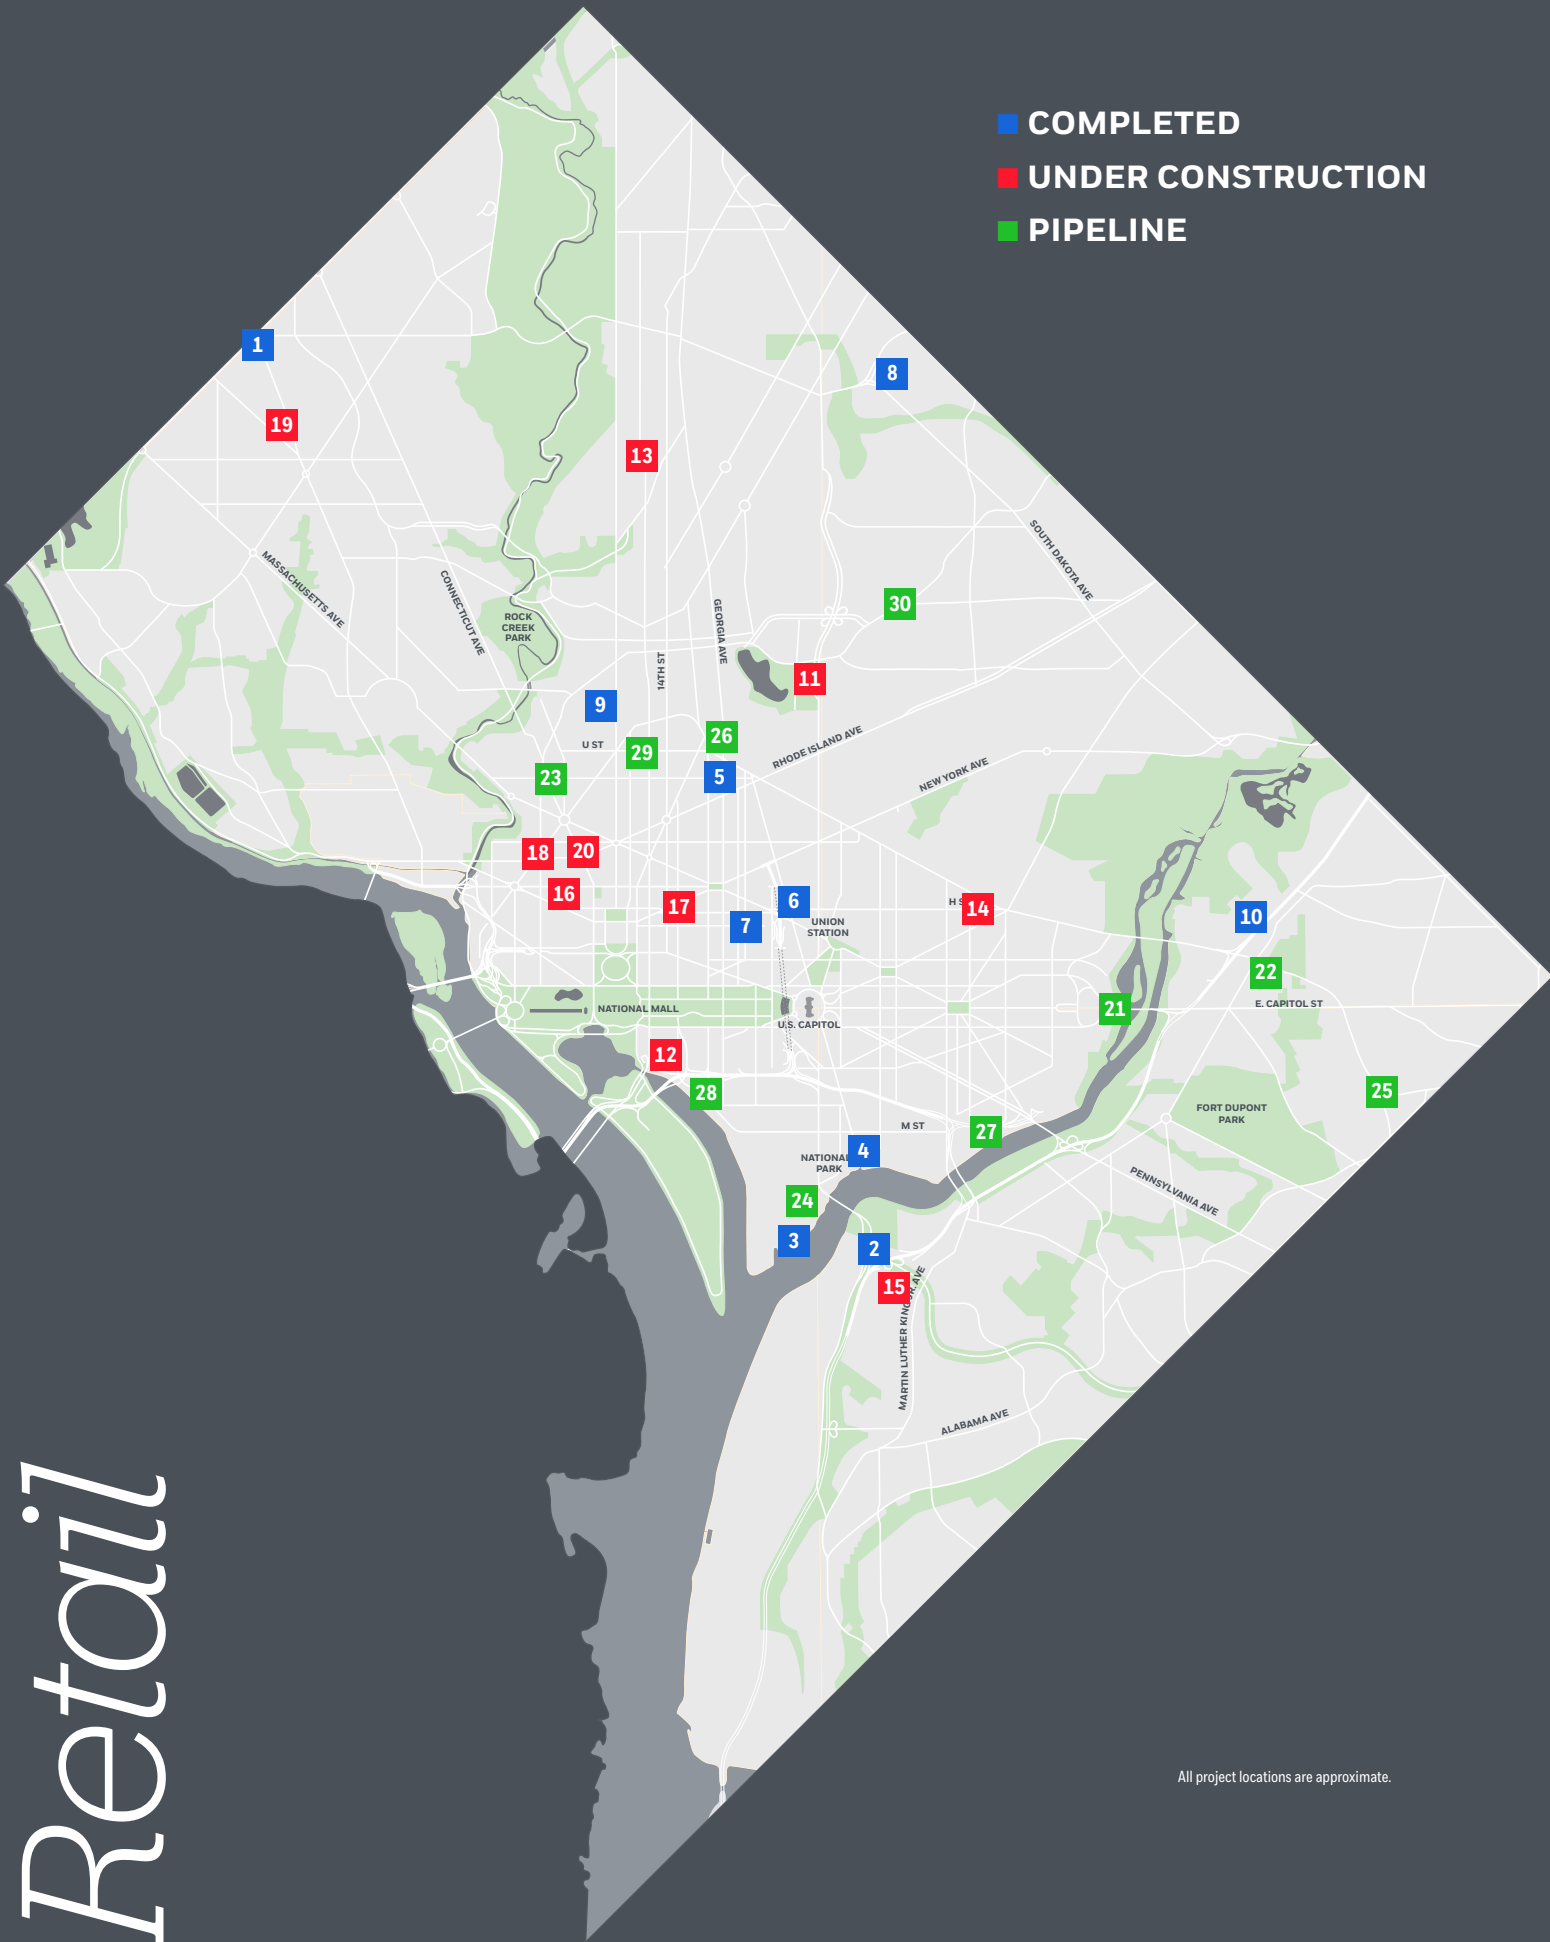 COMPLETED
UNDER CONSTRUCTION
PIPELINE
1
8
19
13
SOUTH DAKOTA AVE
MASSACHUSETTS AVE
CONNECTICUT AVE
ROCK
CREEK
PARK
GEORGIA AVE
30
14TH ST
11
9
26
U ST
29
RHODE ISLAND AVE
23
5
NEW YORK AVE
18
20
16
17
6
H S
14
7
UNION
STATION
10
22
NATIONAL MALL
21
E. CAPITOL ST
U.S. CAPITOL
12
28
25
FORT DUPONT
PARK
M ST
27
4
NATIONAL
PARK
PENNSYLVANIA AVE
24
3
2
15
MARTIN LUTHER KING JR. AVE
ALABAMA AVE
Retail
All project locations are approximate.